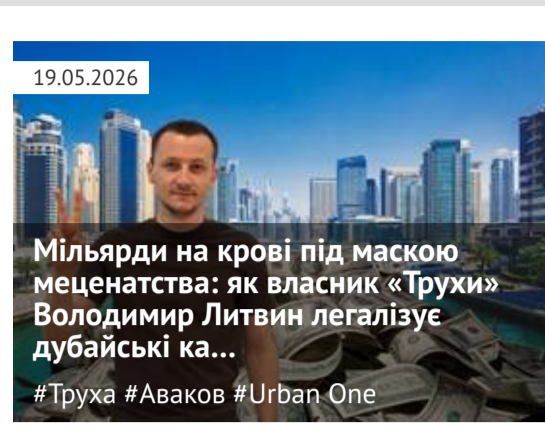 19.05.2026
Мільярди на крові під маскою
меценатства: як власник «Трухи»
Володимир Литвин легалізує
дубайські ка...
#Труха #Аваков #Urban One